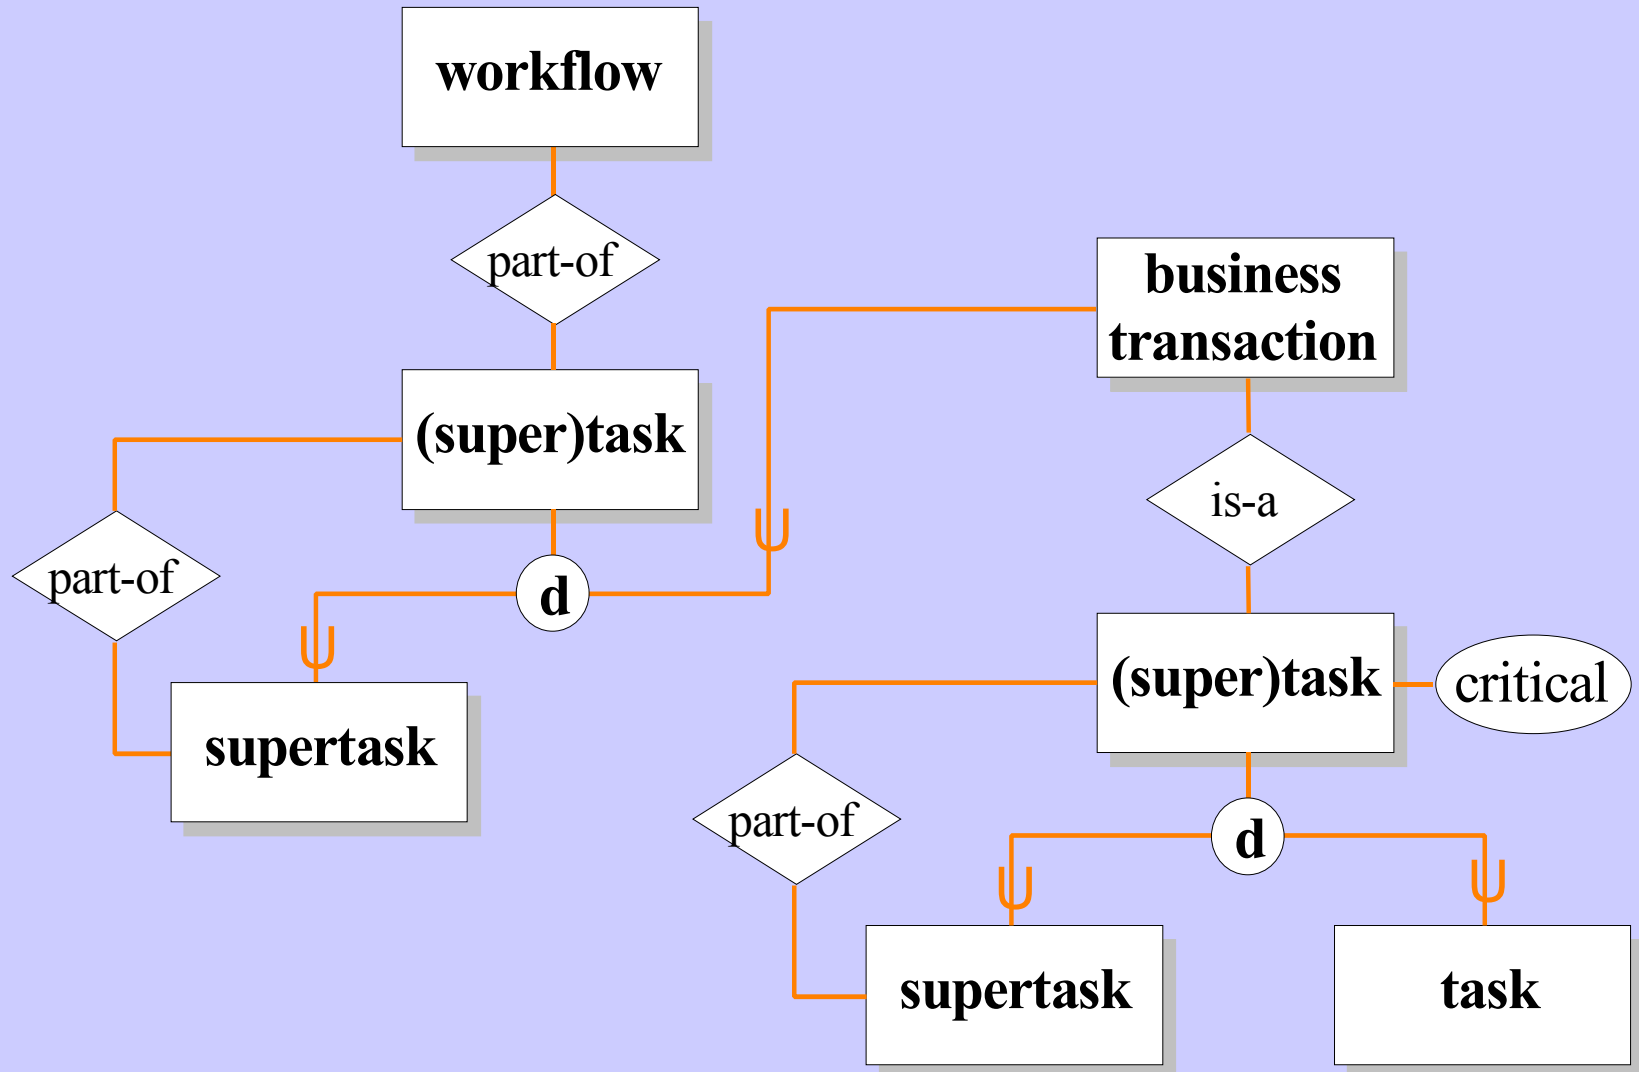 workflow
part-of
business
transaction
(super)task
is-a
part-of
d
(super)task
critical
supertask
part-of
d
supertask
task